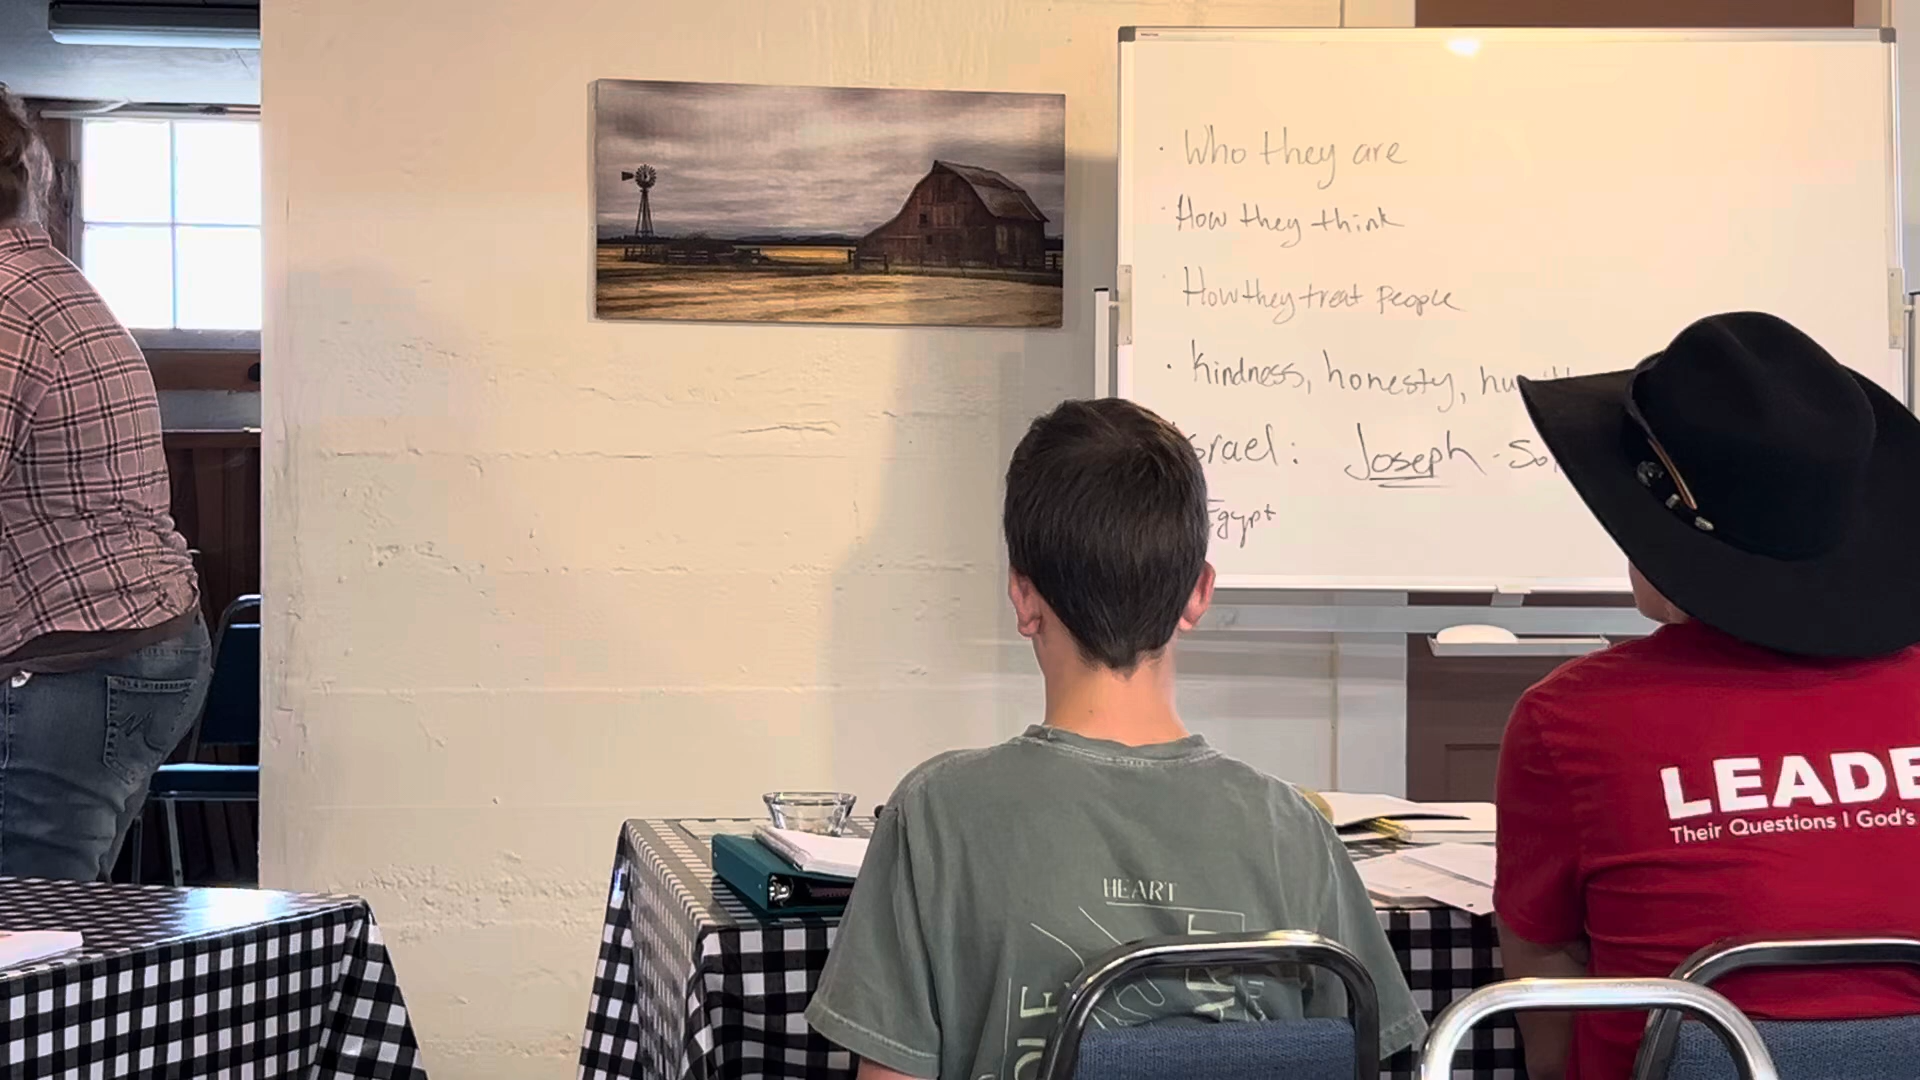 · Who they are
· How they think
· How they treat people
· kindness, honesty,
Joseph -
Egypt
LEADE
Their Questions | God's
HEART